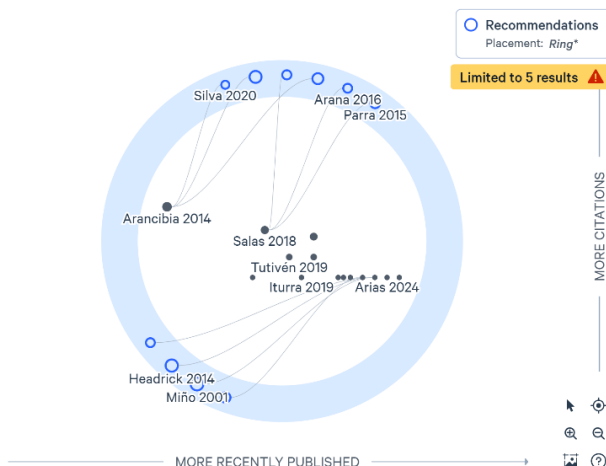 Recommendations
Placement: Ring*
Limited to 5 results
Silva 2020
Arana 2016
Parra 2015
Arancibia 2014
Salas 2018
Tutivén 2019
Iturra 2019
Arias 2024
Headrick 2014
Miño 2001
MORE CITATIONS
MORE RECENTLY PUBLISHED